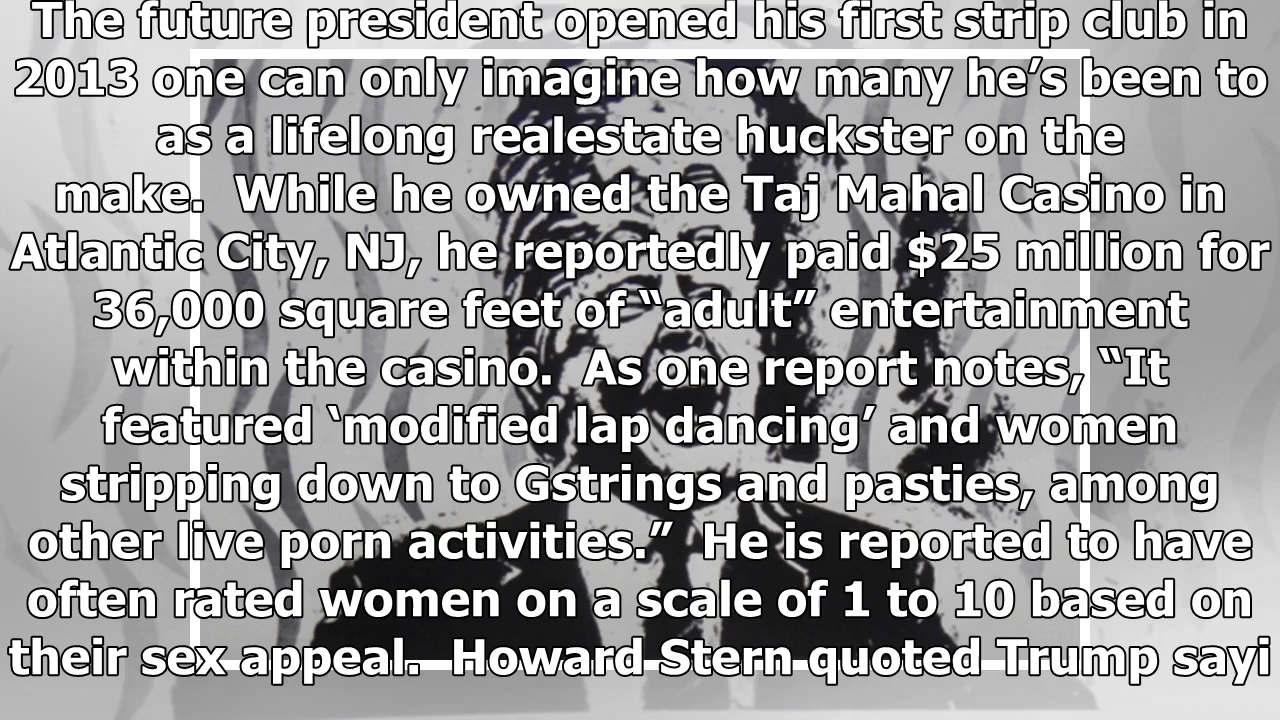 The future president opened his first strip club in
2013 one can only imagine how many he’s been to
as a lifelong realestate huckster on the
make.  While he owned the Taj Mahal Casino in
Atlantic City, NJ, he reportedly paid $25 million for
36,000 square feet of “adult” entertainment
within the casino.  As one report notes, “It
featured ‘modified lap dancing’ and women
stripping down to Gstrings and pasties, among
other live porn activities.”  He is reported to have
often rated women on a scale of 1 to 10 based on
their sex appeal.  Howard Stern quoted Trump sayi